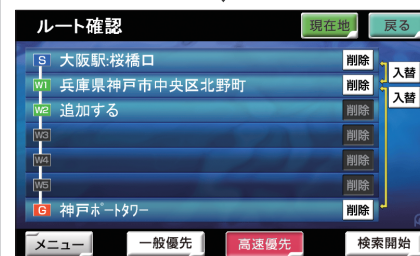 ルート確認 現在地 戻る
S 大阪駅:桜橋口 削除
入替
W1 兵庫県神戸市中央区北野町 削除
入替
W2 追加する 削除
W3 削除
W4 削除
W5 削除
G 神戸ポートタワー 削除
メニュー 一般優先 高速優先 検索開始